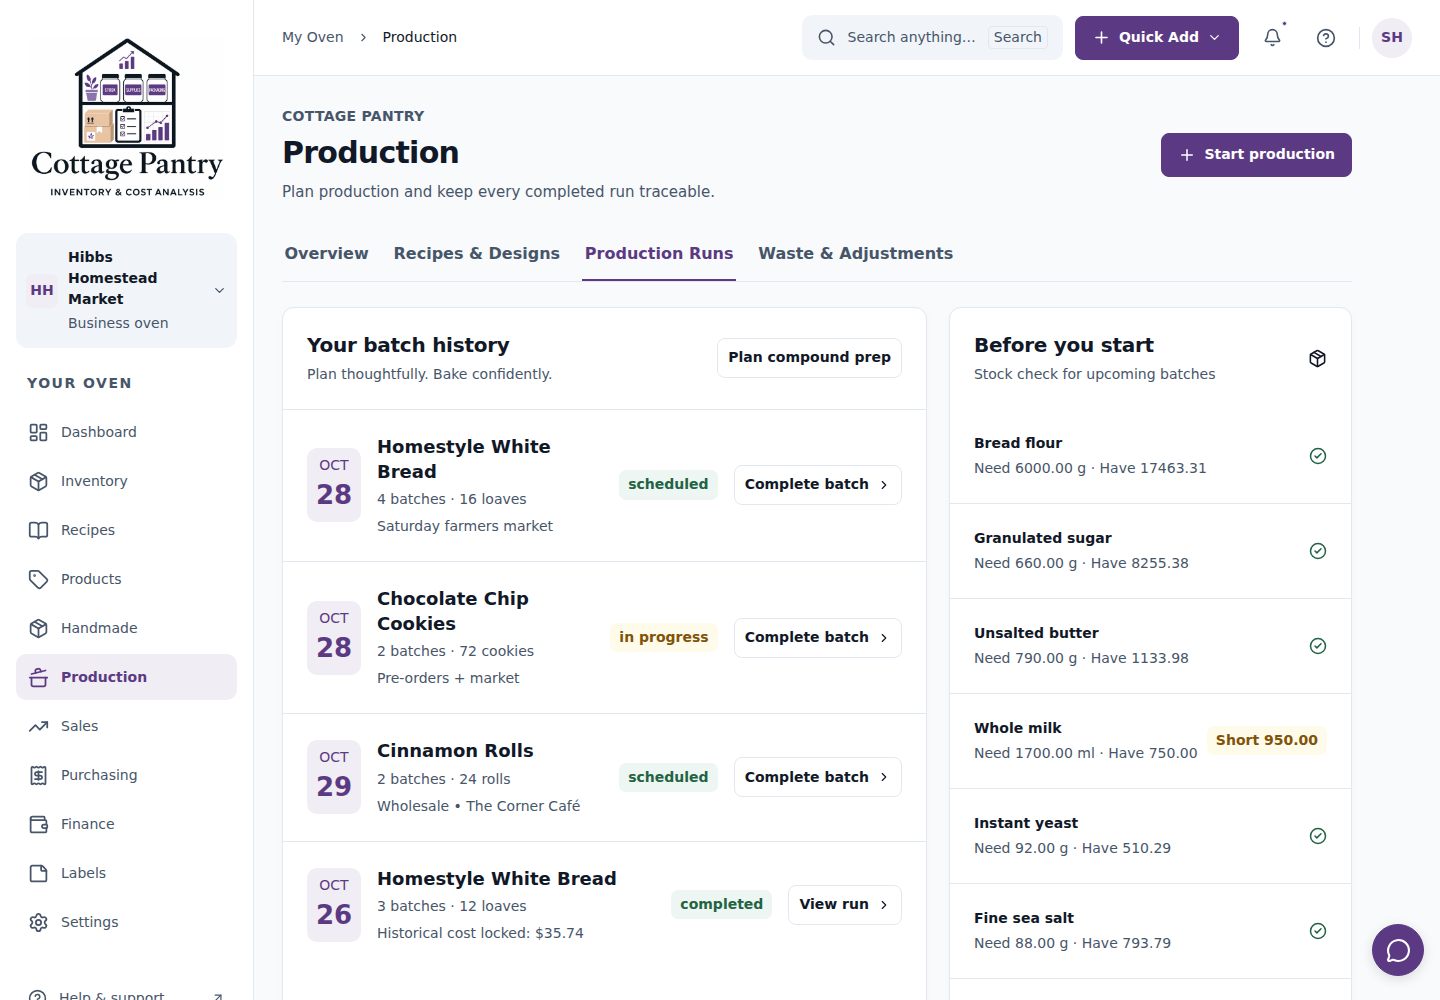 Cottage Pantry
INVENTORY & COST ANALYSIS
HH
Hibbs
Homestead
Market
Business oven
YOUR OVEN
Dashboard
Inventory
Recipes
Products
Handmade
Production
Sales
Purchasing
Finance
Labels
Settings
Help & support
My Oven > Production
Search anything…
Search
+ Quick Add
SH
COTTAGE PANTRY
Production
Plan production and keep every completed run traceable.
+ Start production
Overview
Recipes & Designs
Production Runs
Waste & Adjustments
Your batch history
Plan thoughtfully. Bake confidently.
Plan compound prep
OCT
28
Homestyle White
Bread
4 batches · 16 loaves
Saturday farmers market
scheduled
Complete batch
OCT
28
Chocolate Chip
Cookies
2 batches · 72 cookies
Pre-orders + market
in progress
Complete batch
OCT
29
Cinnamon Rolls
2 batches · 24 rolls
Wholesale • The Corner Café
scheduled
Complete batch
OCT
26
Homestyle White Bread
3 batches · 12 loaves
Historical cost locked: $35.74
completed
View run
Before you start
Stock check for upcoming batches
Bread flour
Need 6000.00 g · Have 17463.31
Granulated sugar
Need 660.00 g · Have 8255.38
Unsalted butter
Need 790.00 g · Have 1133.98
Whole milk
Need 1700.00 ml · Have 750.00
Short 950.00
Instant yeast
Need 92.00 g · Have 510.29
Fine sea salt
Need 88.00 g · Have 793.79